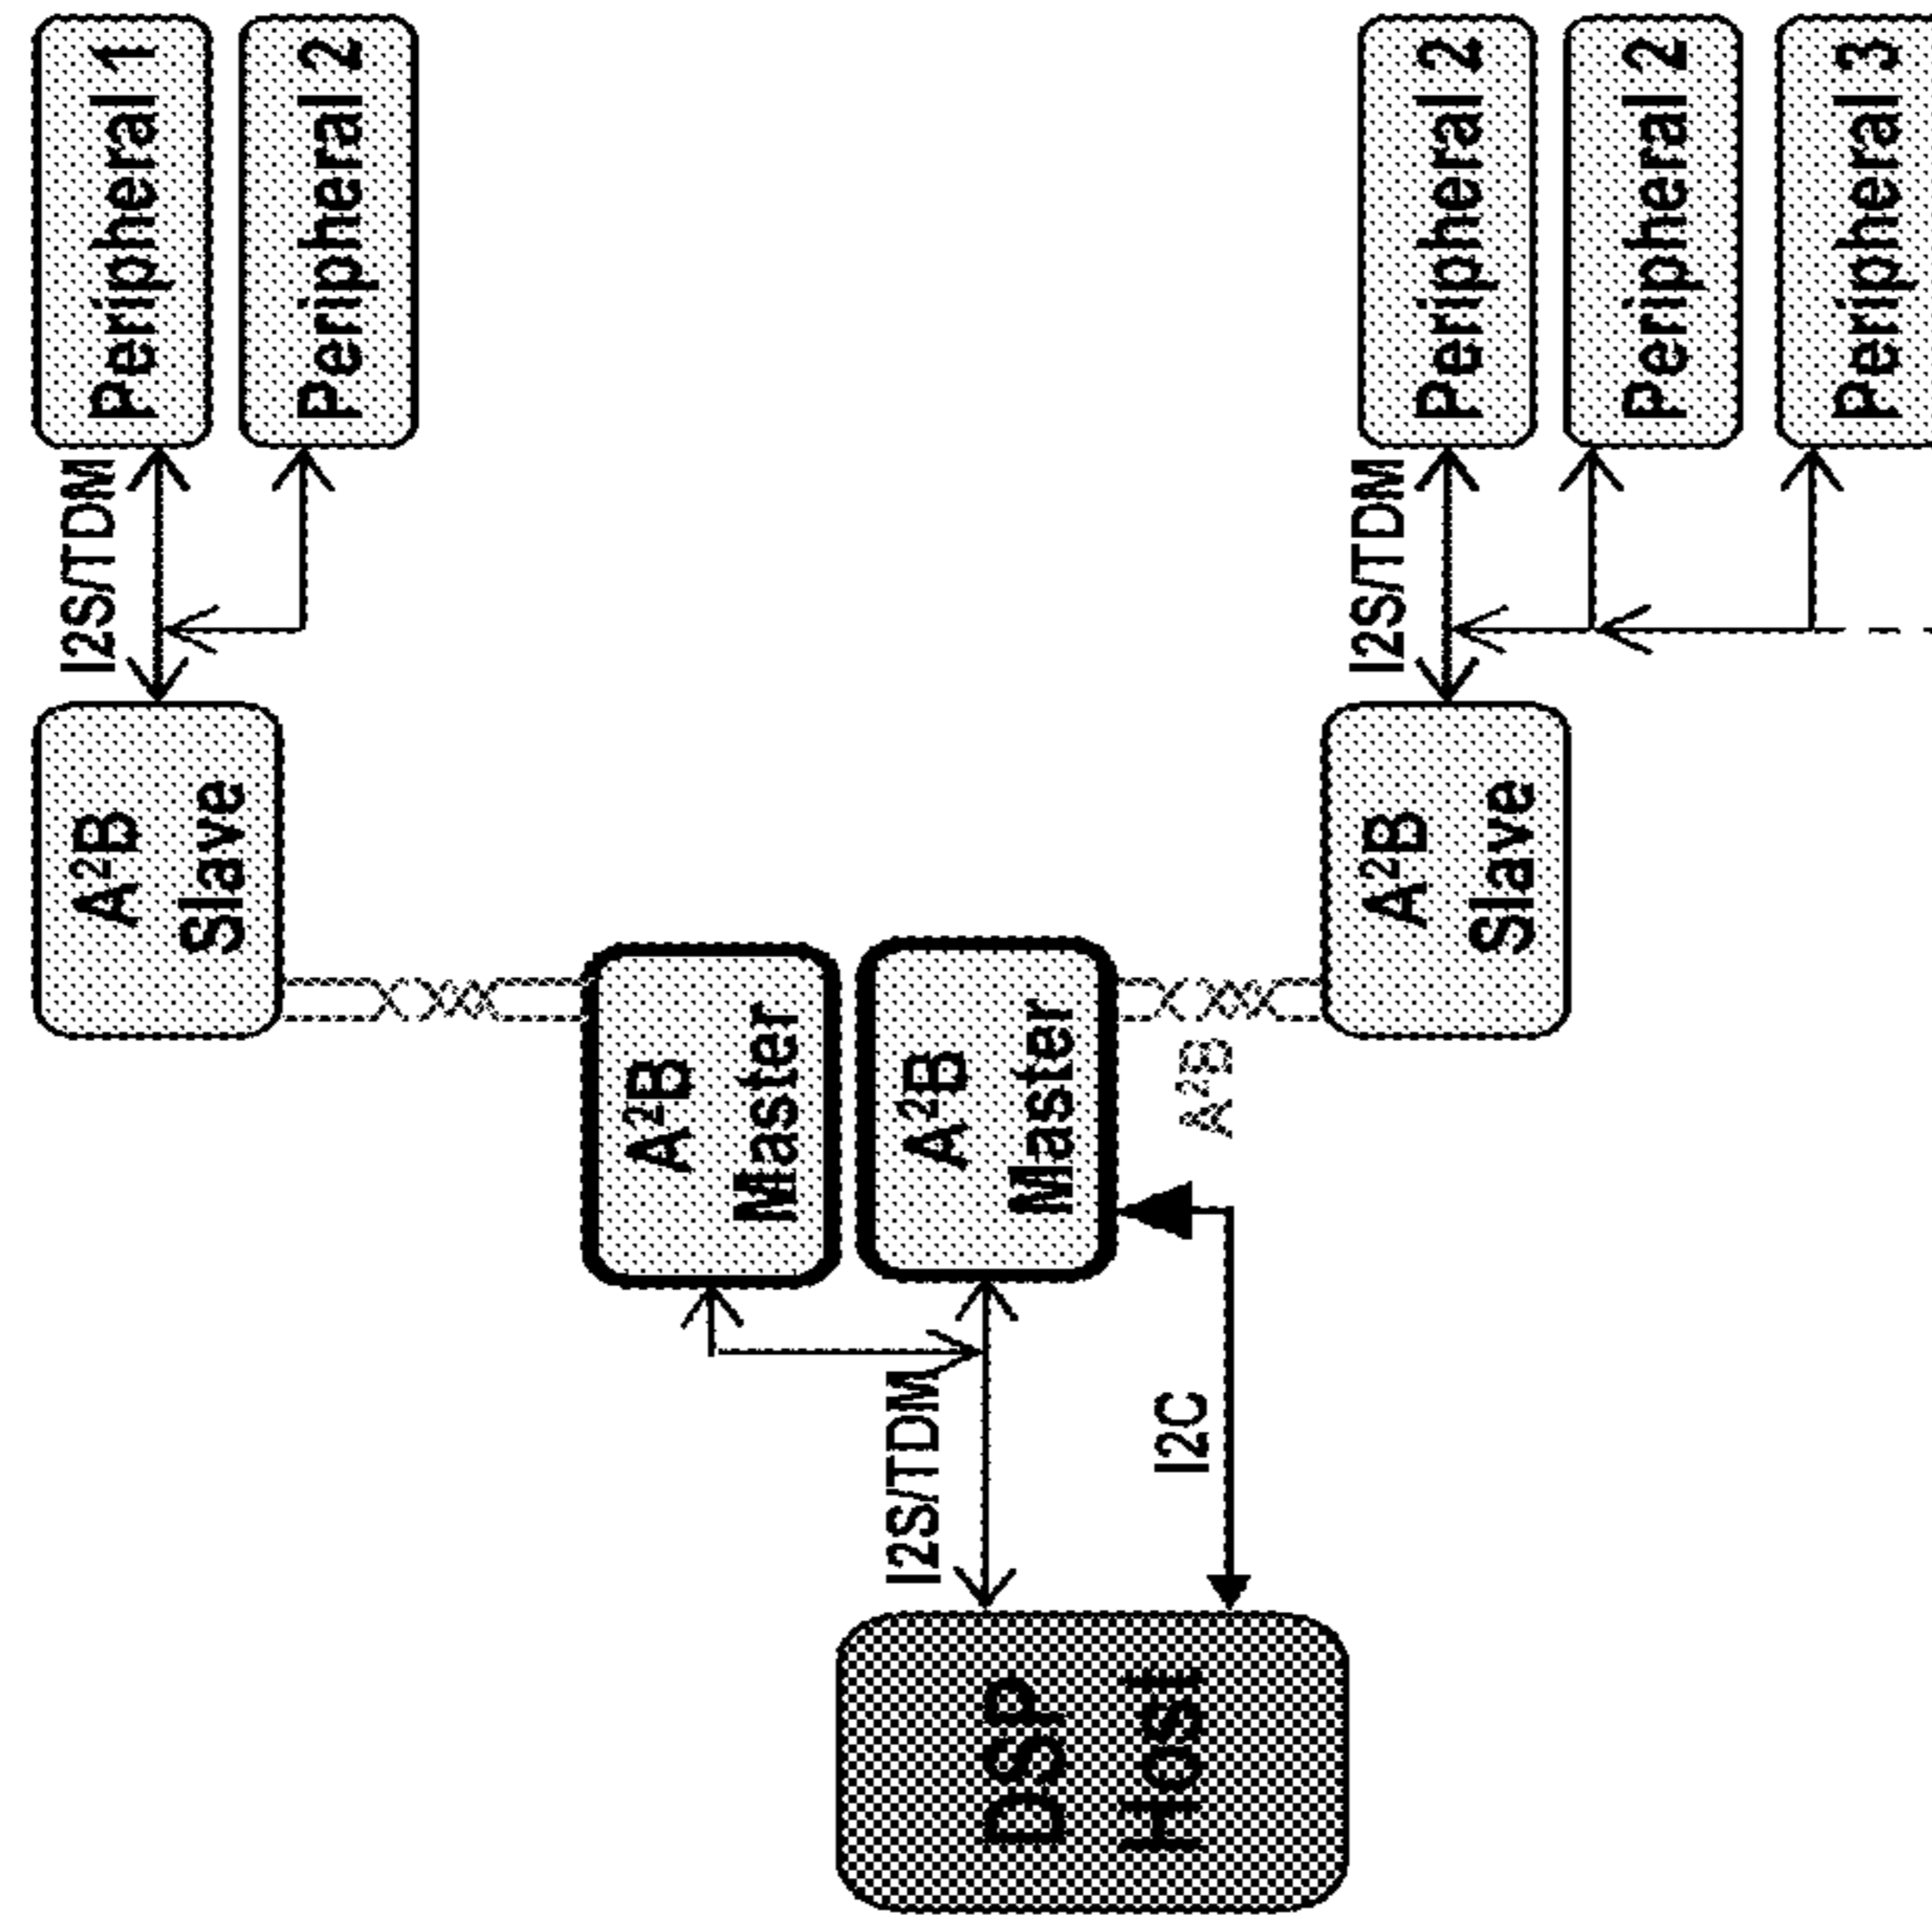 Peripheral 1
Peripheral 2
I2S/TDM
A²B
Slave
A²B
Master
A²B
Master
A²B
I2S/TDM
I2C
DSP
Host
Peripheral 2
Peripheral 2
Peripheral 3
I2S/TDM
A²B
Slave